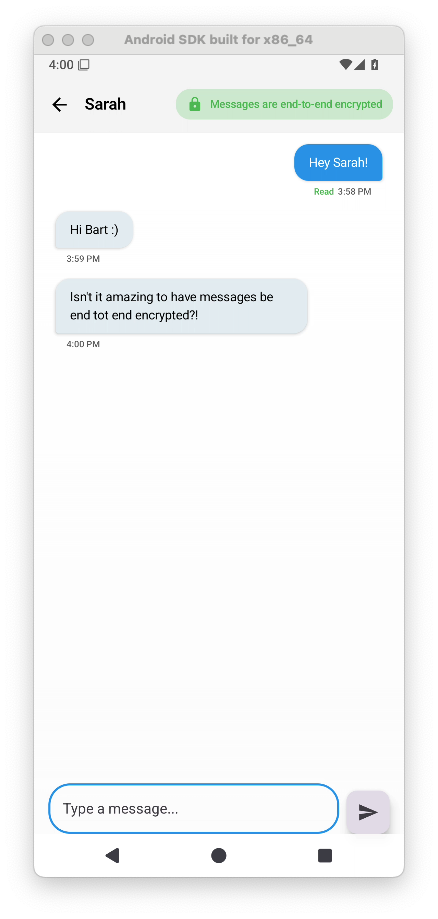 Android SDK built for x86_64
4:00
Sarah
Messages are end-to-end encrypted
Hey Sarah!
Read 3:58 PM
Hi Bart :)
3:59 PM
Isn't it amazing to have messages be
end tot end encrypted?!
4:00 PM
Type a message...